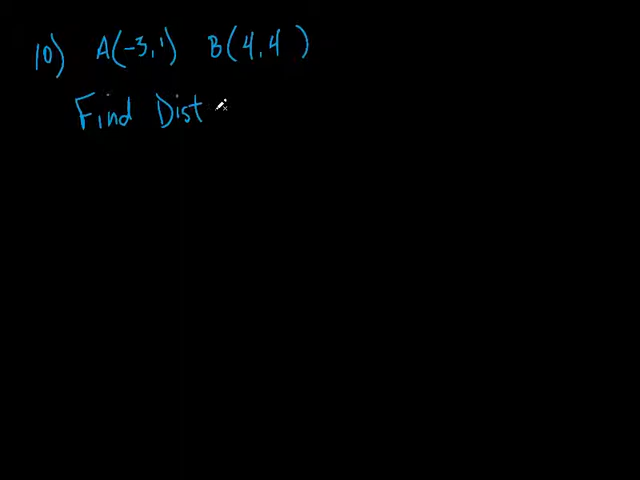 10) A(-3,1) B(4,4)
Find Dist